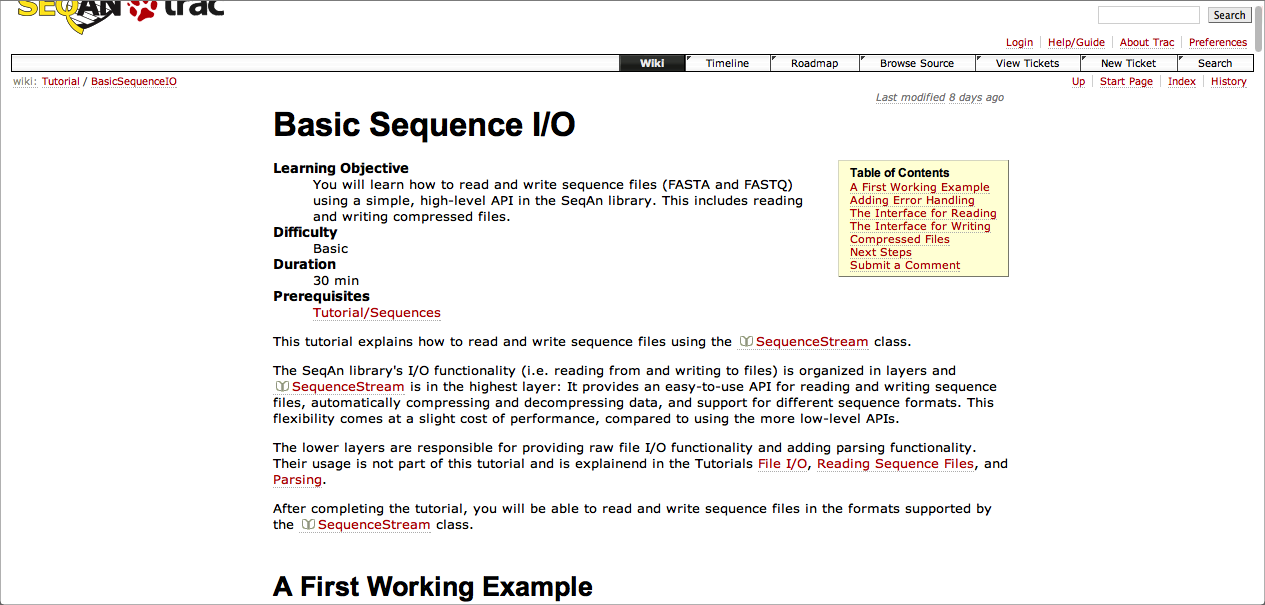 SEQAN trac
Search
Login Help/Guide About Trac Preferences
Wiki Timeline Roadmap Browse Source View Tickets New Ticket Search
wiki: Tutorial / BasicSequenceIO
Up Start Page Index History
Last modified 8 days ago
Basic Sequence I/O
Learning Objective
You will learn how to read and write sequence files (FASTA and FASTQ)
using a simple, high-level API in the SeqAn library. This includes reading
and writing compressed files.
Difficulty
Basic
Duration
30 min
Prerequisites
Tutorial/Sequences
Table of Contents
A First Working Example
Adding Error Handling
The Interface for Reading
The Interface for Writing
Compressed Files
Next Steps
Submit a Comment
This tutorial explains how to read and write sequence files using the SequenceStream class.
The SeqAn library's I/O functionality (i.e. reading from and writing to files) is organized in layers and
SequenceStream is in the highest layer: It provides an easy-to-use API for reading and writing sequence
files, automatically compressing and decompressing data, and support for different sequence formats. This
flexibility comes at a slight cost of performance, compared to using the more low-level APIs.
The lower layers are responsible for providing raw file I/O functionality and adding parsing functionality.
Their usage is not part of this tutorial and is explainend in the Tutorials File I/O, Reading Sequence Files, and
Parsing.
After completing the tutorial, you will be able to read and write sequence files in the formats supported by
the SequenceStream class.
A First Working Example